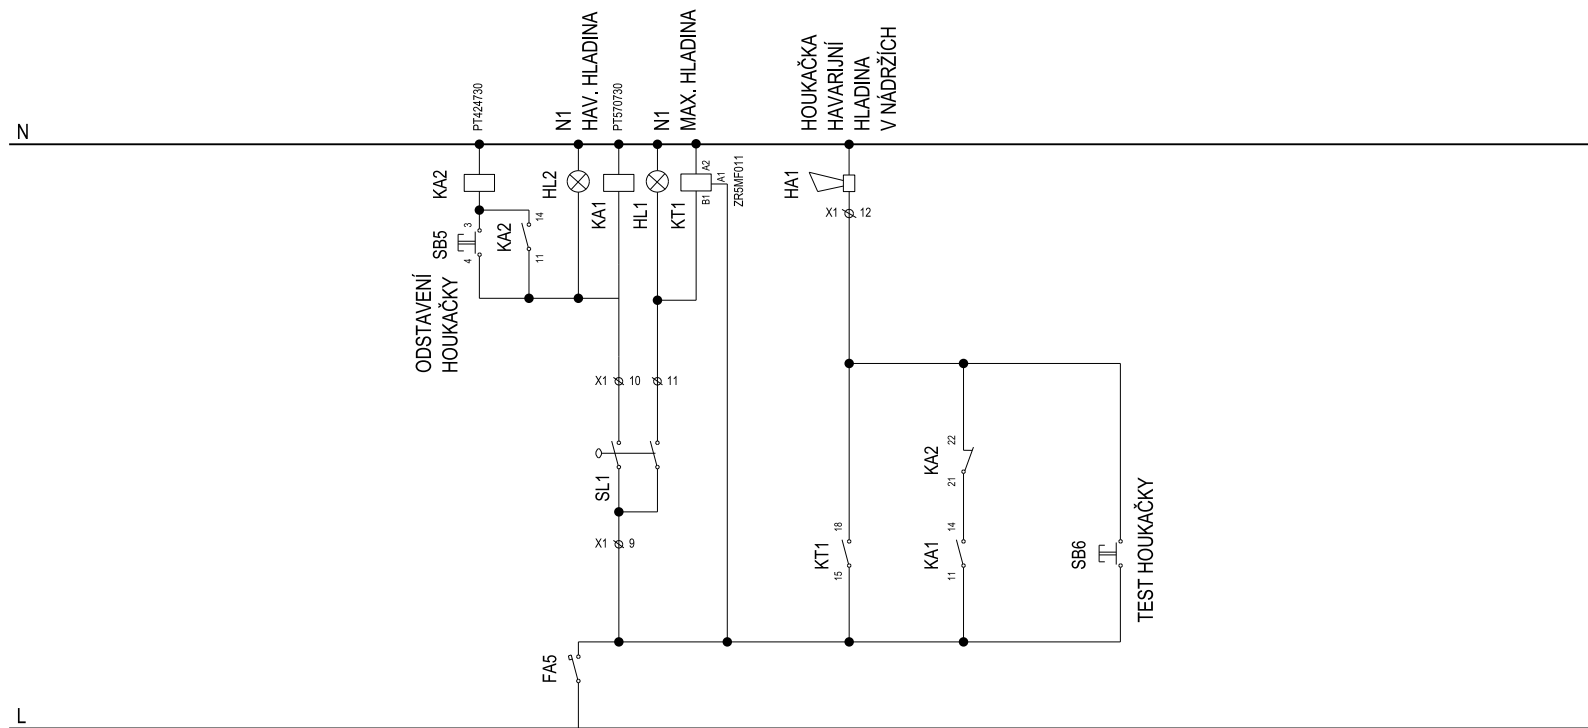 N
PT424730
N1
HAV. HLADINA
PT570730
N1
MAX. HLADINA
HOUKAČKA
HAVARIJNÍ
HLADINA
V NÁDRŽÍCH
KA2
HL2
KA1
HL1
KT1
A2
A1
B1
ZR5MF011
HA1
X1 12
SB5
3
4
KA2
14
11
ODSTAVENÍ
HOUKAČKY
X1 10 11
SL1
X1 9
KA2
22
21
KT1
18
15
KA1
14
11
SB6
TEST HOUKAČKY
FA5
L